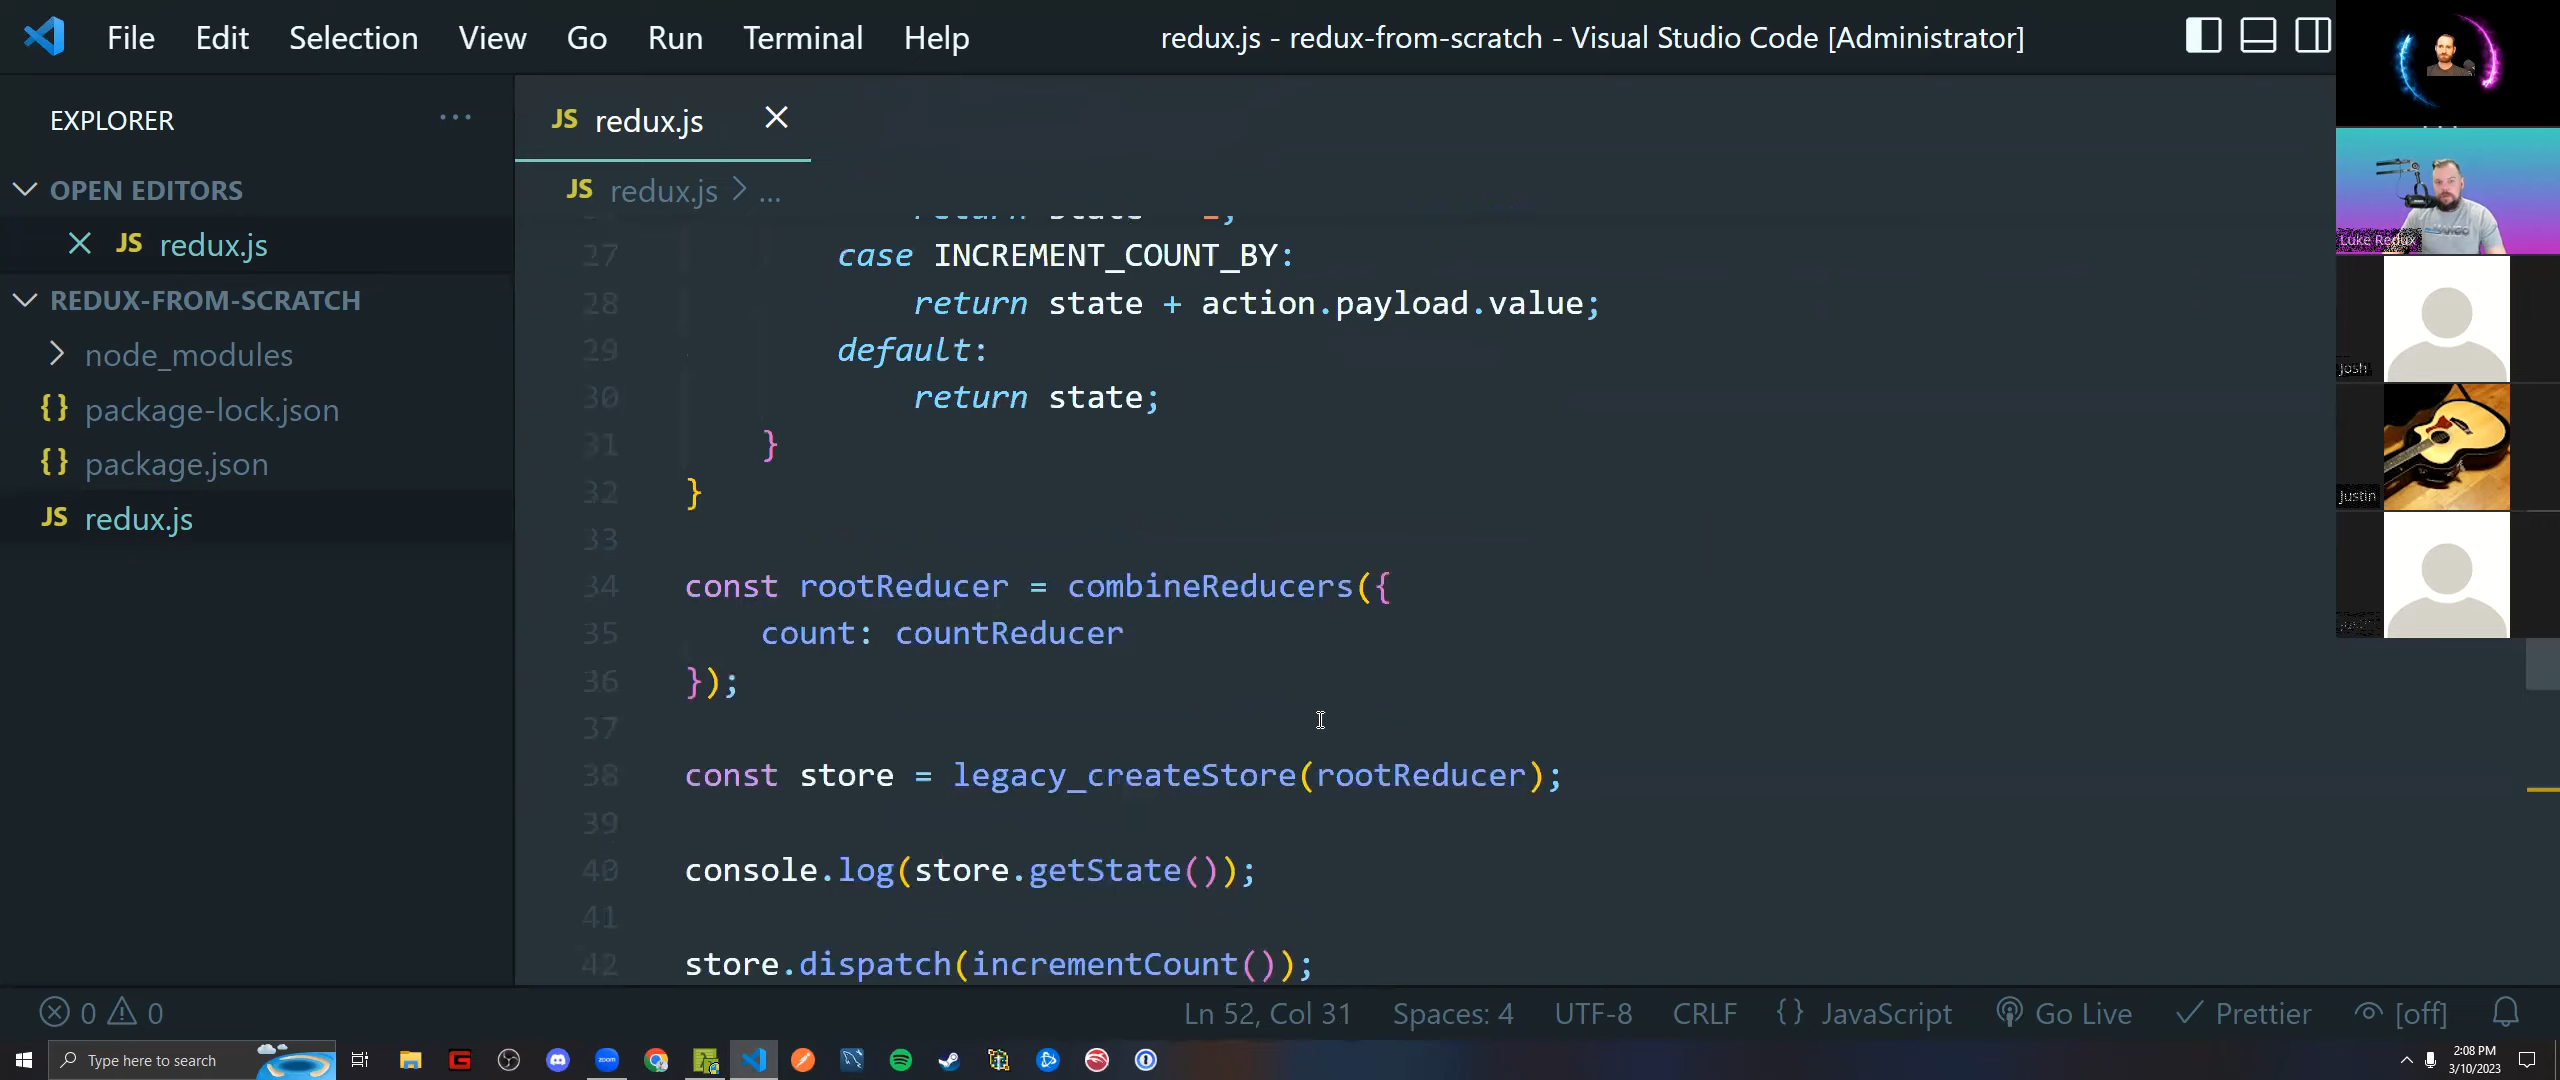 File Edit Selection View Go Run Terminal Help
redux.js - redux-from-scratch - Visual Studio Code [Administrator]
EXPLORER
OPEN EDITORS
JS redux.js
REDUX-FROM-SCRATCH
node_modules
{} package-lock.json
{} package.json
JS redux.js
JS redux.js
JS redux.js > ...
27 case INCREMENT_COUNT_BY:
28 return state + action.payload.value;
29 default:
30 return state;
31 }
32 }
33
34 const rootReducer = combineReducers({
35 count: countReducer
36 });
37
38 const store = legacy_createStore(rootReducer);
39
40 console.log(store.getState());
41
42 store.dispatch(incrementCount());
Luke Redux
Josh
Justin
0 0
Ln 52, Col 31 Spaces: 4 UTF-8 CRLF {} JavaScript Go Live Prettier [off]
Type here to search
zoom
2:08 PM
3/10/2023